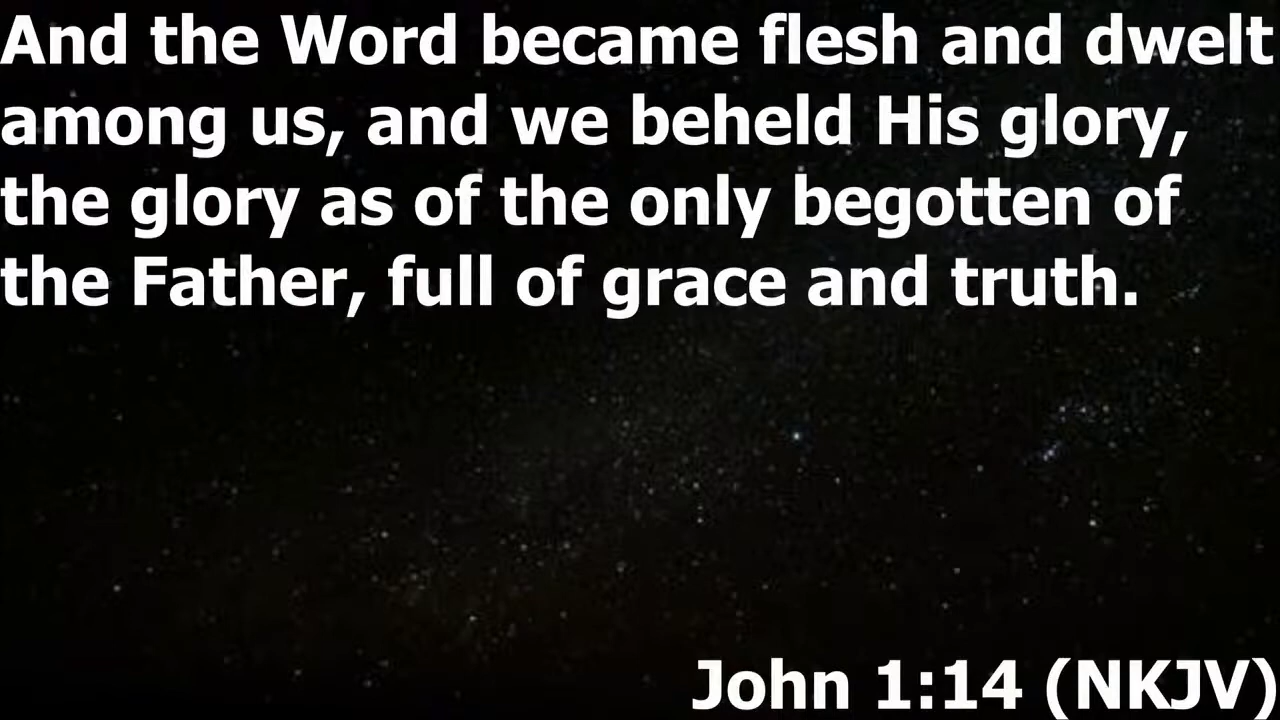 And the Word became flesh and dwelt
among us, and we beheld His glory,
the glory as of the only begotten of
the Father, full of grace and truth.
John 1:14 (NKJV)